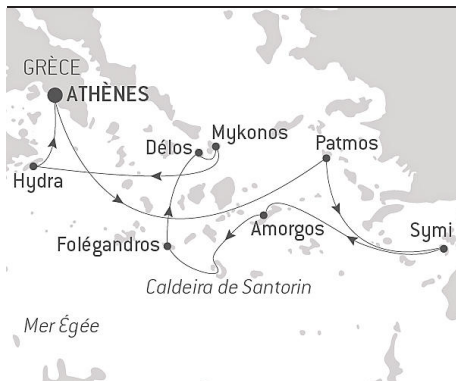 GRÈCE
ATHÈNES
Mykonos
Délos
Patmos
Hydra
Amorgos
Symi
Folégandros
Caldeira de Santorin
Mer Égée